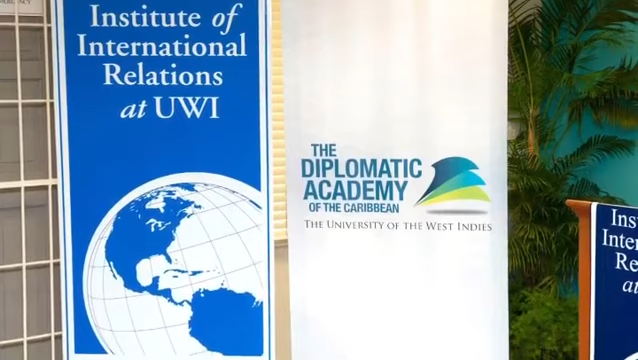 Institute of
International
Relations
at UWI
THE
DIPLOMATIC
ACADEMY
OF THE CARIBBEAN
THE UNIVERSITY OF THE WEST INDIES